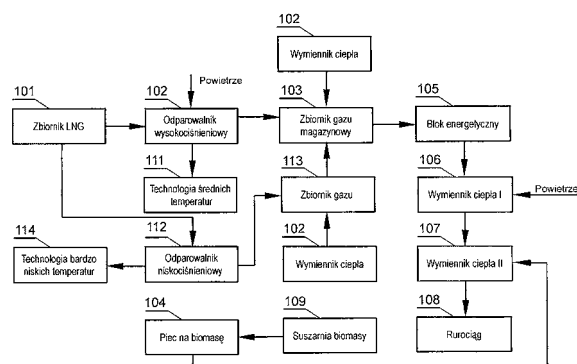 102
Wymiennik ciepła
101
Zbiornik LNG
Powietrze
102
Odparowalnik
wysokociśnieniowy
103
Zbiornik gazu
magazynowy
105
Blok energetyczny
111
Technologia średnich
temperatur
113
Zbiornik gazu
106
Wymiennik ciepła I
Powietrze
114
Technologia bardzo
niskich temperatur
112
Odparowalnik
niskociśnieniowy
102
Wymiennik ciepła
107
Wymiennik ciepła II
104
Piec na biomasę
109
Suszarnia biomasy
108
Rurociąg